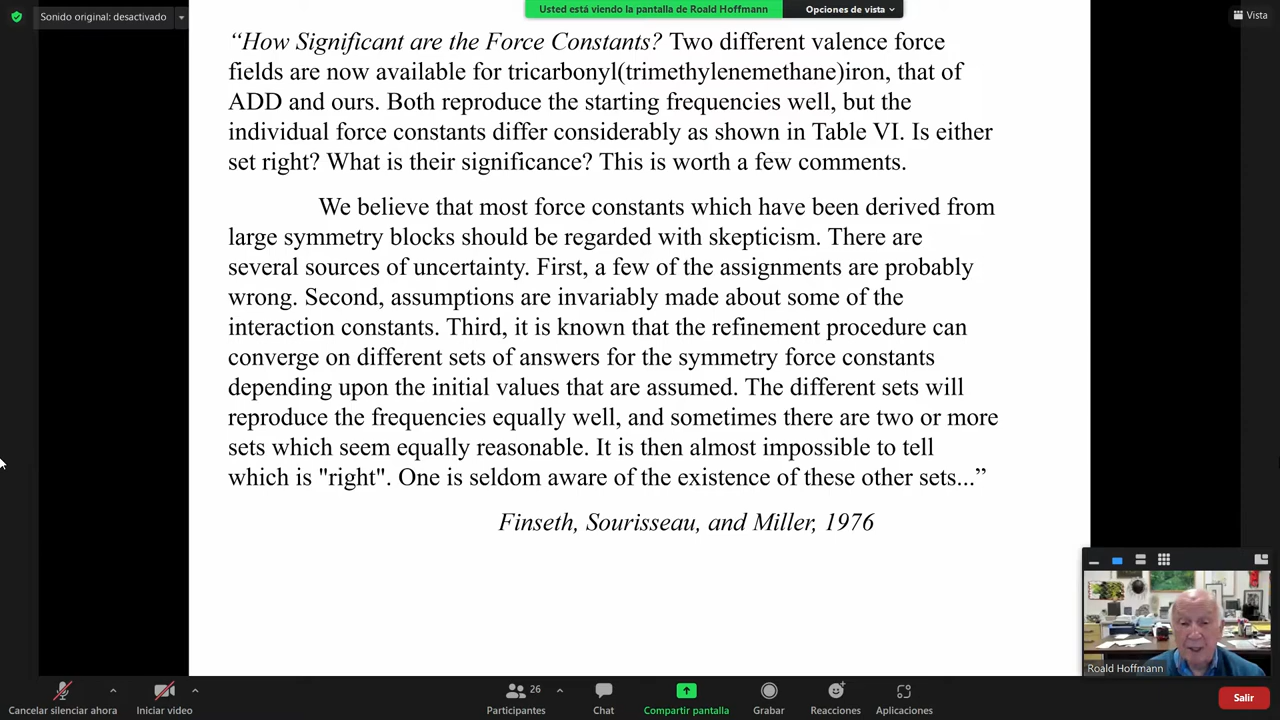 Sonido original: desactivado
Usted está viendo la pantalla de Roald Hoffmann
Opciones de vista
Vista
“How Significant are the Force Constants? Two different valence force
fields are now available for tricarbonyl(trimethylenemethane)iron, that of
ADD and ours. Both reproduce the starting frequencies well, but the
individual force constants differ considerably as shown in Table VI. Is either
set right? What is their significance? This is worth a few comments.
We believe that most force constants which have been derived from
large symmetry blocks should be regarded with skepticism. There are
several sources of uncertainty. First, a few of the assignments are probably
wrong. Second, assumptions are invariably made about some of the
interaction constants. Third, it is known that the refinement procedure can
converge on different sets of answers for the symmetry force constants
depending upon the initial values that are assumed. The different sets will
reproduce the frequencies equally well, and sometimes there are two or more
sets which seem equally reasonable. It is then almost impossible to tell
which is "right". One is seldom aware of the existence of these other sets...”
Finseth, Sourisseau, and Miller, 1976
Roald Hoffmann
Cancelar silenciar ahora
Iniciar video
26
Participantes
Chat
Compartir pantalla
Grabar
Reacciones
Aplicaciones
Salir